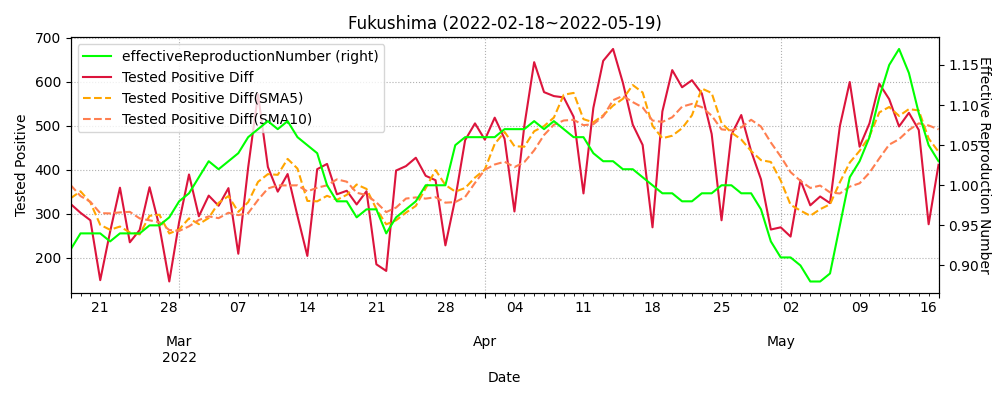 Fukushima (2022-02-18~2022-05-19)
effectiveReproductionNumber (right)
Tested Positive Diff
Tested Positive Diff(SMA5)
Tested Positive Diff(SMA10)
Tested Positive
700
600
500
400
300
200
1.15
1.10
1.05
1.00
0.95
0.90
Effective Reproduction Number
21 28 07 14 21 28 04 11 18 25 02 09 16
Mar Apr May
2022
Date